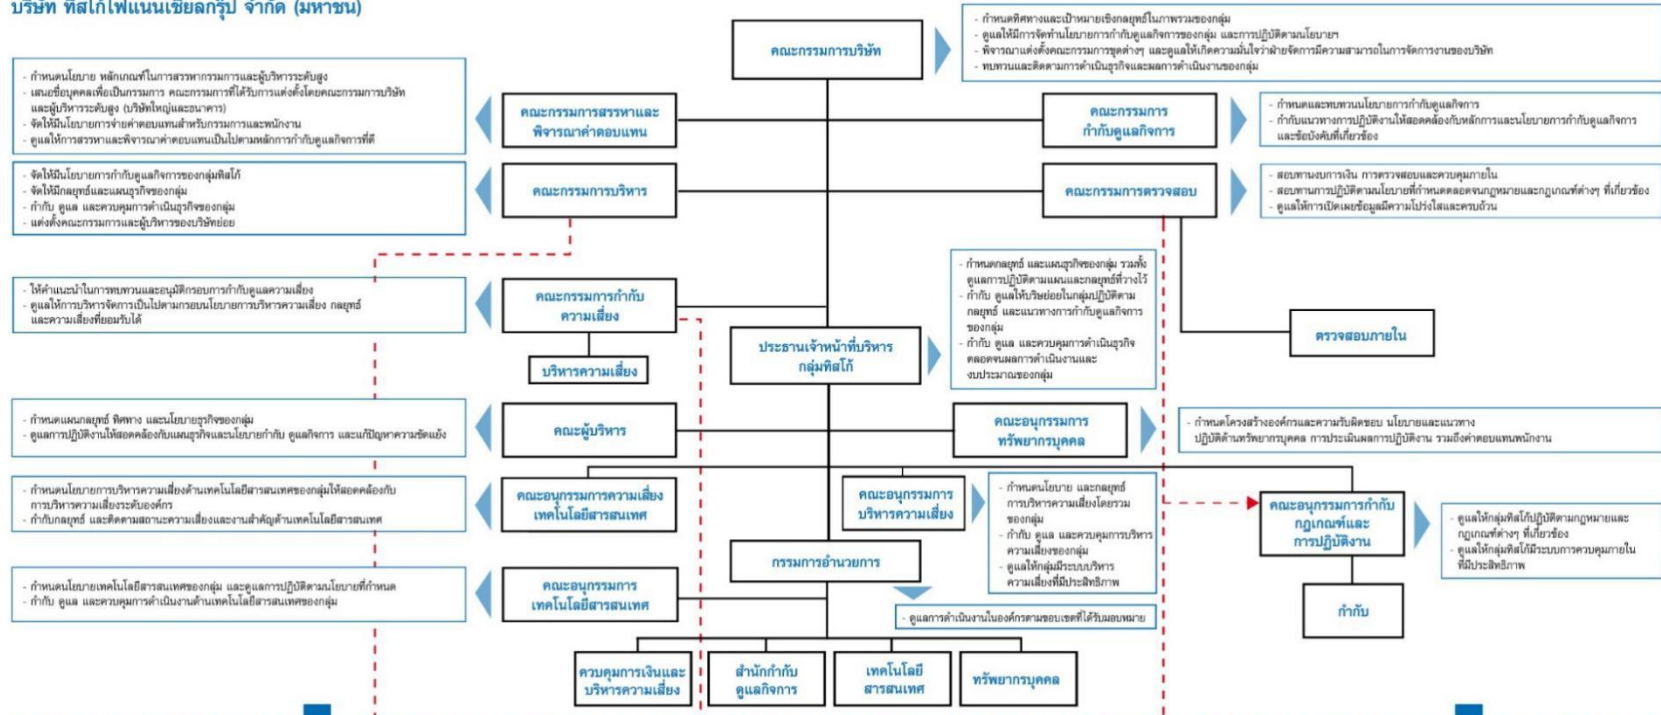 บริษัท ทิสโก้ไฟแนนเชียลกรุ๊ป จำกัด (มหาชน)
คณะกรรมการบริษัท
- กำหนดทิศทางและเป้าหมายเชิงกลยุทธ์ในภาพรวมของกลุ่ม
- ดูแลให้มีการจัดทำนโยบายการกำกับดูแลกิจการของกลุ่ม และการปฏิบัติตามนโยบายฯ
- พิจารณาแต่งตั้งคณะกรรมการชุดต่างๆ และดูแลให้เกิดความมั่นใจว่าฝ่ายจัดการมีความสามารถในการจัดการงานของบริษัท
- ทบทวนและติดตามการดำเนินธุรกิจและผลการดำเนินงานของกลุ่ม
- กำหนดนโยบาย หลักเกณฑ์ในการสรรหากรรมการและผู้บริหารระดับสูง
- เสนอชื่อบุคคลเพื่อเป็นกรรมการ คณะกรรมการที่ได้รับการแต่งตั้งโดยคณะกรรมการบริษัท
และผู้บริหารระดับสูง (บริษัทใหญ่และธนาคาร)
- จัดให้มีนโยบายการจ่ายค่าตอบแทนสำหรับกรรมการและพนักงาน
- ดูแลให้การสรรหาและพิจารณาค่าตอบแทนเป็นไปตามหลักการกำกับดูแลกิจการที่ดี
คณะกรรมการสรรหาและ
พิจารณาค่าตอบแทน
คณะกรรมการ
กำกับดูแลกิจการ
- กำหนดและทบทวนนโยบายการกำกับดูแลกิจการ
- กำกับแนวทางการปฏิบัติงานให้สอดคล้องกับหลักการและนโยบายการกำกับดูแลกิจการ
และข้อบังคับที่เกี่ยวข้อง
- จัดให้มีนโยบายการกำกับดูแลกิจการของกลุ่มทิสโก้
- จัดให้มีกลยุทธ์และแผนธุรกิจของกลุ่ม
- กำกับ ดูแล และควบคุมการดำเนินธุรกิจของกลุ่ม
- แต่งตั้งคณะกรรมการและผู้บริหารของบริษัทย่อย
คณะกรรมการบริหาร
คณะกรรมการตรวจสอบ
- สอบทานงบการเงิน การตรวจสอบและควบคุมภายใน
- สอบทานการปฏิบัติตามนโยบายที่กำหนดตลอดจนกฎหมายและกฎเกณฑ์ต่างๆ ที่เกี่ยวข้อง
- ดูแลให้การเปิดเผยข้อมูลมีความโปร่งใสและครบถ้วน
- ให้คำแนะนำในการทบทวนและอนุมัติกรอบการกำกับดูแลความเสี่ยง
- ดูแลให้การบริหารจัดการเป็นไปตามกรอบนโยบายการบริหารความเสี่ยง กลยุทธ์
และความเสี่ยงที่ยอมรับได้
คณะกรรมการกำกับ
ความเสี่ยง
บริหารความเสี่ยง
ประธานเจ้าหน้าที่บริหาร
กลุ่มทิสโก้
- กำหนดกลยุทธ์ และแผนธุรกิจของกลุ่ม รวมทั้ง
ดูแลการปฏิบัติตามแผนและกลยุทธ์ที่วางไว้
- กำกับ ดูแลให้บริษัทย่อยในกลุ่มปฏิบัติตาม
กลยุทธ์ และแนวทางการกำกับดูแลกิจการ
ของกลุ่ม
- กำกับ ดูแล และควบคุมการดำเนินธุรกิจ
ตลอดจนผลการดำเนินงานและ
งบประมาณของกลุ่ม
ตรวจสอบภายใน
- กำหนดแผนกลยุทธ์ ทิศทาง และนโยบายธุรกิจของกลุ่ม
- ดูแลการปฏิบัติงานให้สอดคล้องกับแผนธุรกิจและนโยบายกำกับ ดูแลกิจการ และแก้ปัญหาความขัดแย้ง
คณะผู้บริหาร
คณะอนุกรรมการ
ทรัพยากรบุคคล
- กำหนดโครงสร้างองค์กรและความรับผิดชอบ นโยบายและแนวทาง
ปฏิบัติด้านทรัพยากรบุคคล การประเมินผลการปฏิบัติงาน รวมถึงค่าตอบแทนพนักงาน
- กำหนดนโยบายการบริหารความเสี่ยงด้านเทคโนโลยีสารสนเทศของกลุ่มให้สอดคล้องกับ
การบริหารความเสี่ยงระดับองค์กร
- กำกับกลยุทธ์ และติดตามสถานะความเสี่ยงและงานสำคัญด้านเทคโนโลยีสารสนเทศ
คณะอนุกรรมการความเสี่ยง
เทคโนโลยีสารสนเทศ
คณะอนุกรรมการ
บริหารความเสี่ยง
- กำหนดนโยบาย และกลยุทธ์
การบริหารความเสี่ยงโดยรวม
ของกลุ่ม
- กำกับ ดูแล และควบคุมการบริหาร
ความเสี่ยงของกลุ่ม
- ดูแลให้กลุ่มมีระบบบริหาร
ความเสี่ยงที่มีประสิทธิภาพ
คณะอนุกรรมการกำกับ
กฎเกณฑ์และ
การปฏิบัติงาน
- ดูแลให้กลุ่มทิสโก้ปฏิบัติตามกฎหมายและ
กฎเกณฑ์ต่างๆ ที่เกี่ยวข้อง
- ดูแลให้กลุ่มทิสโก้มีระบบการควบคุมภายใน
ที่มีประสิทธิภาพ
กรรมการอำนวยการ
- กำหนดนโยบายเทคโนโลยีสารสนเทศของกลุ่ม และดูแลการปฏิบัติตามนโยบายที่กำหนด
- กำกับ ดูแล และควบคุมการดำเนินงานด้านเทคโนโลยีสารสนเทศของกลุ่ม
คณะอนุกรรมการ
เทคโนโลยีสารสนเทศ
- ดูแลการดำเนินงานในองค์กรตามขอบเขตที่ได้รับมอบหมาย
กำกับ
ควบคุมการเงินและ
บริหารความเสี่ยง
สำนักกำกับ
ดูแลกิจการ
เทคโนโลยี
สารสนเทศ
ทรัพยากรบุคคล